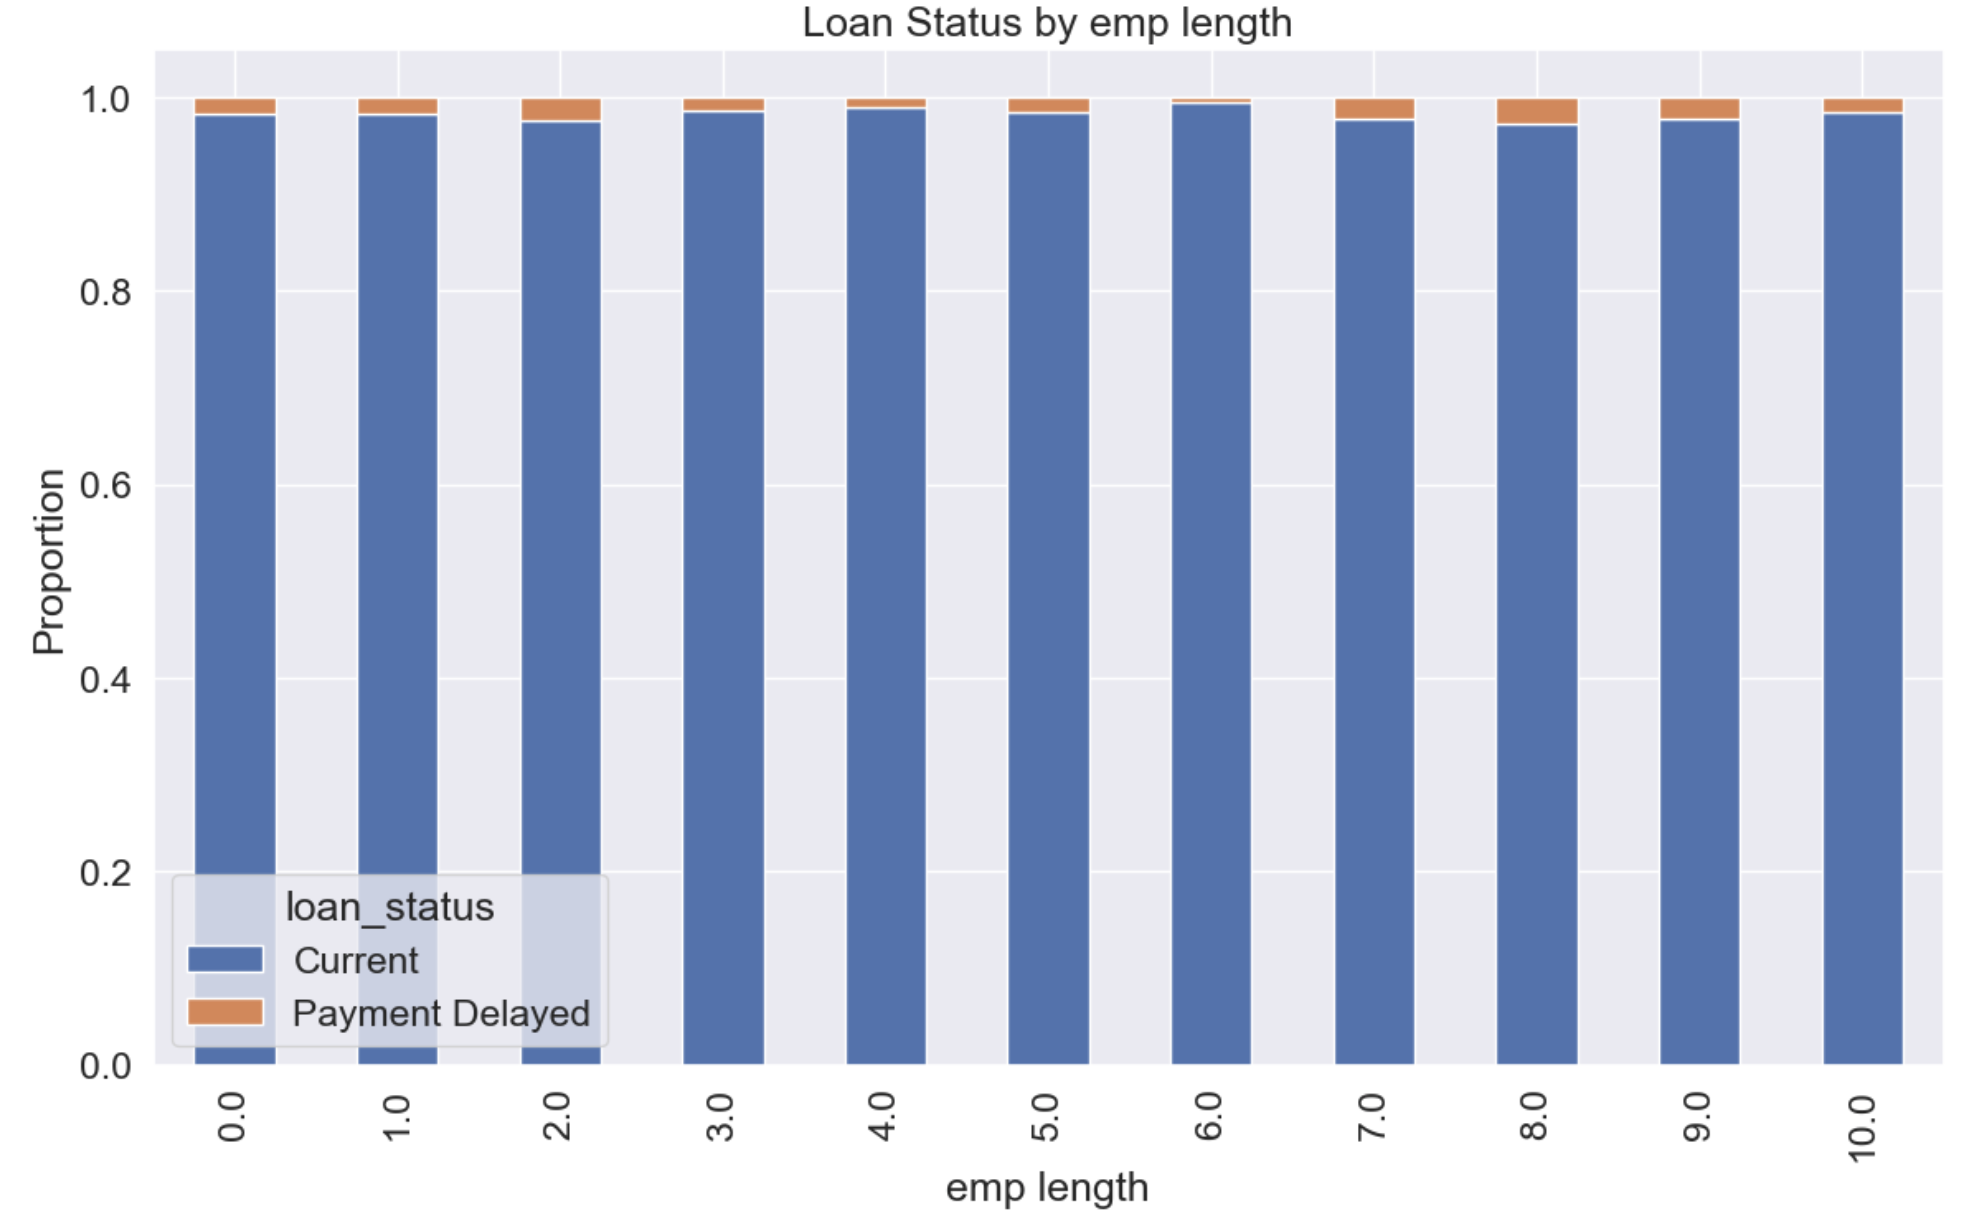 Loan Status by emp length
Proportion
1.0
0.8
0.6
0.4
0.2
0.0
loan_status
Current
Payment Delayed
0.0
1.0
2.0
3.0
4.0
5.0
6.0
7.0
8.0
9.0
10.0
emp length